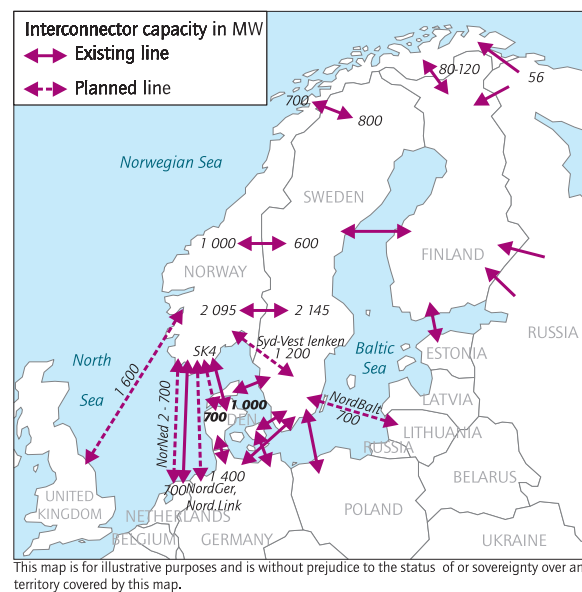 Interconnector capacity in MW
Existing line
Planned line
80-120
56
700
800
Norwegian Sea
SWEDEN
1 000
600
FINLAND
NORWAY
2 095
2 145
RUSSIA
SK4
Syd-Vest lenken
1 200
Baltic
Sea
ESTONIA
North
Sea
1 600
NorNed 2 - 700
700
1 000
DEN
NordBalt
700
LATVIA
LITHUANIA
RUSSIA
1 400
700
NordGer,
Nord.Link
BELARUS
UNITED
KINGDOM
NETHERLANDS
POLAND
BELGIUM
GERMANY
UKRAINE
This map is for illustrative purposes and is without prejudice to the status of or sovereignty over an
territory covered by this map.